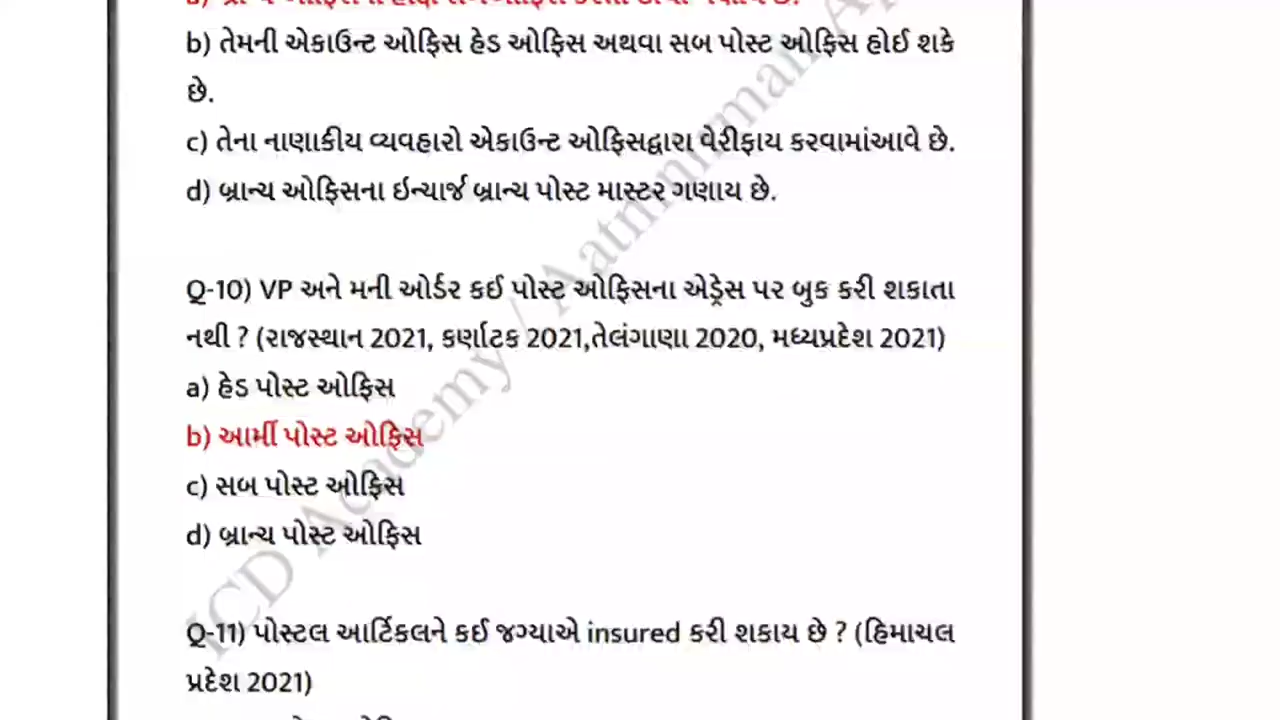 b) તેમની એકાઉન્ટ ઓફિસ હેડ ઓફિસ અથવા સબ પોસ્ટ ઓફિસ હોઈ શકે
છે.
c) તેના નાણાકીય વ્યવહારો એકાઉન્ટ ઓફિસદ્વારા વેરીફાય કરવામાંઆવે છે.
d) બ્રાન્ચ ઓફિસના ઇન્ચાર્જ બ્રાન્ચ પોસ્ટ માસ્ટર ગણાય છે.
Q-10) VP અને મની ઓર્ડર કઈ પોસ્ટ ઓફિસના એડ્રેસ પર બુક કરી શકાતા
નથી ? (રાજસ્થાન 2021, કર્ણાટક 2021,તેલંગાણા 2020, મધ્યપ્રદેશ 2021)
a) હેડ પોસ્ટ ઓફિસ
b) આર્મી પોસ્ટ ઓફિસ
c) સબ પોસ્ટ ઓફિસ
d) બ્રાન્ચ પોસ્ટ ઓફિસ
Q-11) પોસ્ટલ આર્ટિકલને કઈ જગ્યાએ insured કરી શકાય છે ? (હિમાચલ
પ્રદેશ 2021)
ICD Academy /